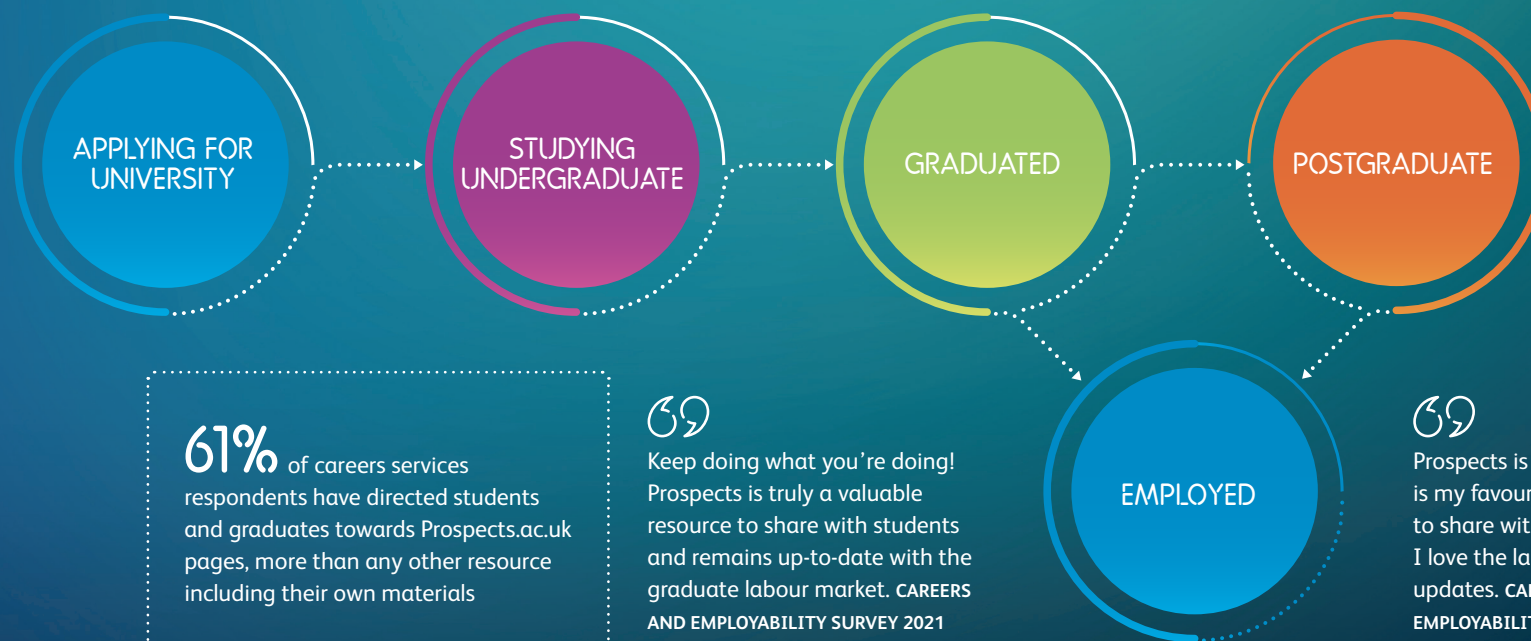 APPLYING FOR
UNIVERSITY
STUDYING
UNDERGRADUATE
GRADUATED
POSTGRADUATE
EMPLOYED
61% of careers services
respondents have directed students
and graduates towards Prospects.ac.uk
pages, more than any other resource
including their own materials
Keep doing what you’re doing!
Prospects is truly a valuable
resource to share with students
and remains up-to-date with the
graduate labour market. CAREERS
AND EMPLOYABILITY SURVEY 2021
Prospects is
is my
to share
I love the
updates.